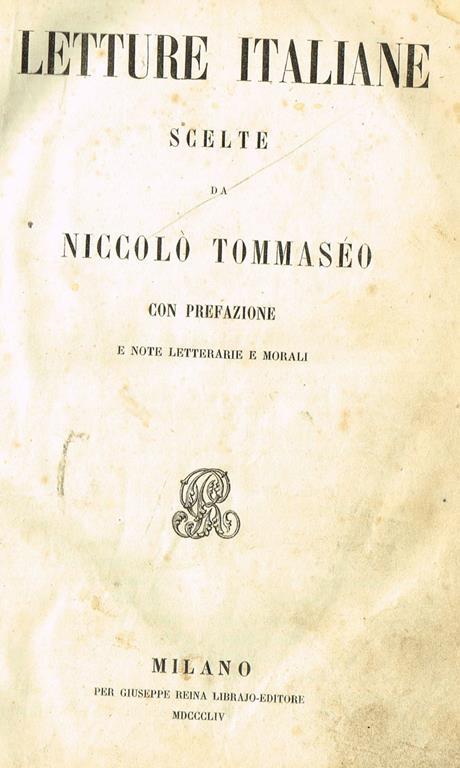 LETTURE ITALIANE
SCELTE
DA
NICCOLÒ TOMMASÉO
CON PREFAZIONE
E NOTE LETTERARIE E MORALI
MILANO
PER GIUSEPPE REINA LIBRAJO-EDITORE
MDCCCLIV